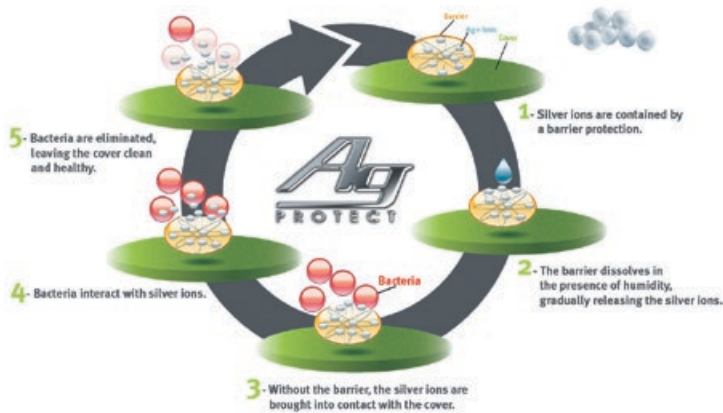 Barrier
Ag+ ions
Cover
1 - Silver ions are contained by
a barrier protection.
2 - The barrier dissolves in
the presence of humidity,
gradually releasing the silver ions.
Bacteria
3 - Without the barrier, the silver ions are
brought into contact with the cover.
4 - Bacteria interact with silver ions.
5 - Bacteria are eliminated,
leaving the cover clean
and healthy.
Ag
PROTECT